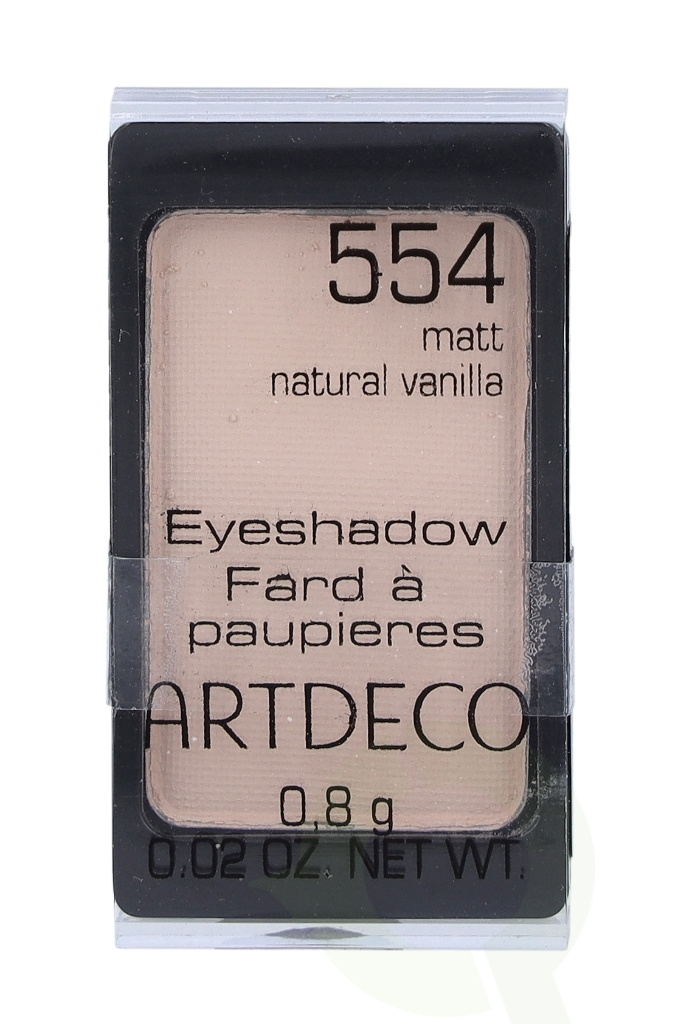 554
matt
natural vanilla
Eyeshadow
Fard à
paupieres
ARTDECO
0,8 g
0.02 OZ. NET WT.